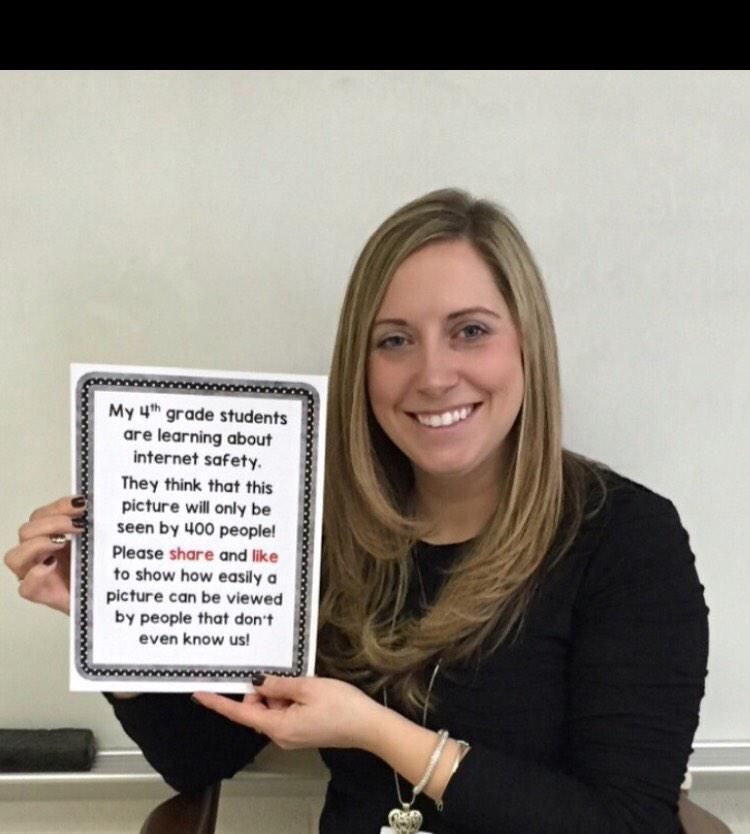 My 4th grade students
are learning about
internet safety.
They think that this
picture will only be
seen by 400 people!
Please share and like
to show how easily a
picture can be viewed
by people that don't
even know us!